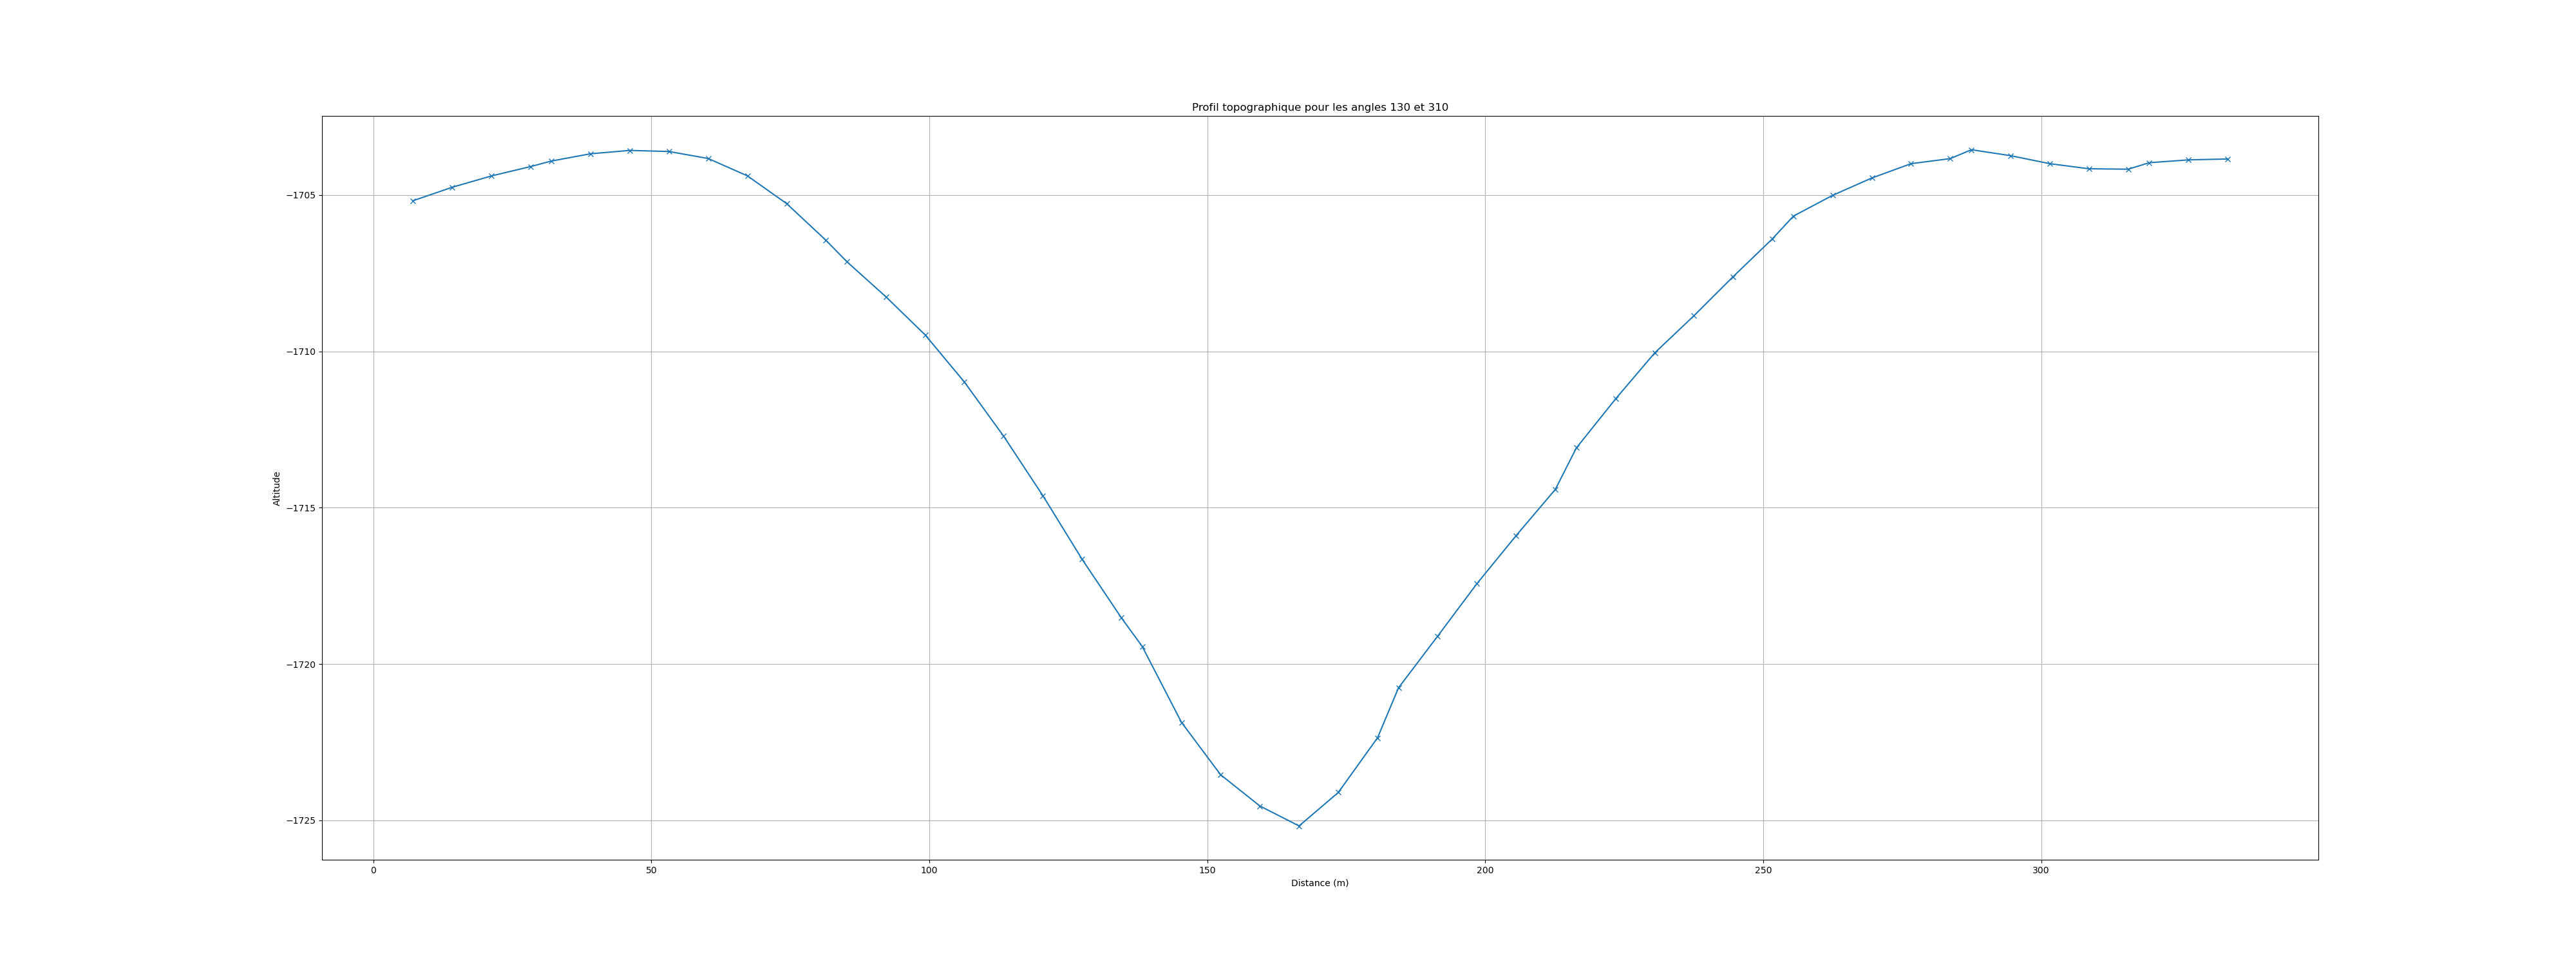 Profil topographique pour les angles 130 et 310
−1705
−1710
−1715
−1720
−1725
Altitude
0 50 100 150 200 250 300
Distance (m)